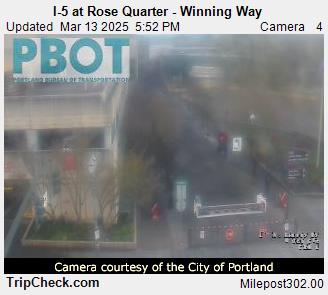 I-5 at Rose Quarter - Winning Way
Updated  Mar 13 2025  5:52 PM
Camera  4
PBOT
PORTLAND BUREAU OF TRANSPORTATION
Camera courtesy of the City of Portland
TripCheck.com
Milepost302.00